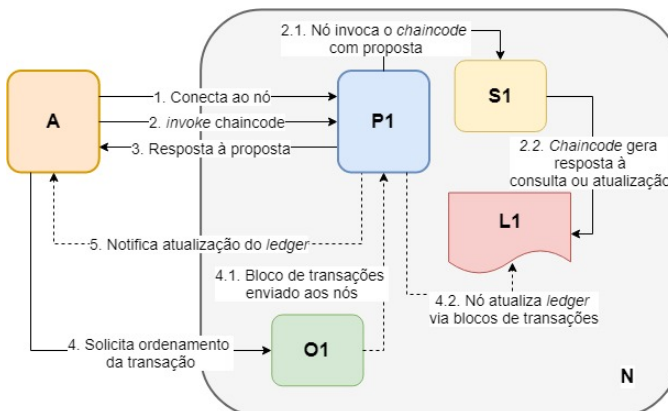 2.1. Nó invoca o chaincode
com proposta
A
1. Conecta ao nó
2. invoke chaincode
3. Resposta à proposta
P1
S1
2.2. Chaincode gera
resposta à
consulta ou atualização
L1
5. Notifica atualização do ledger
4.1. Bloco de transações
enviado aos nós
4.2. Nó atualiza ledger
via blocos de transações
4. Solicita ordenamento
da transação
O1
N